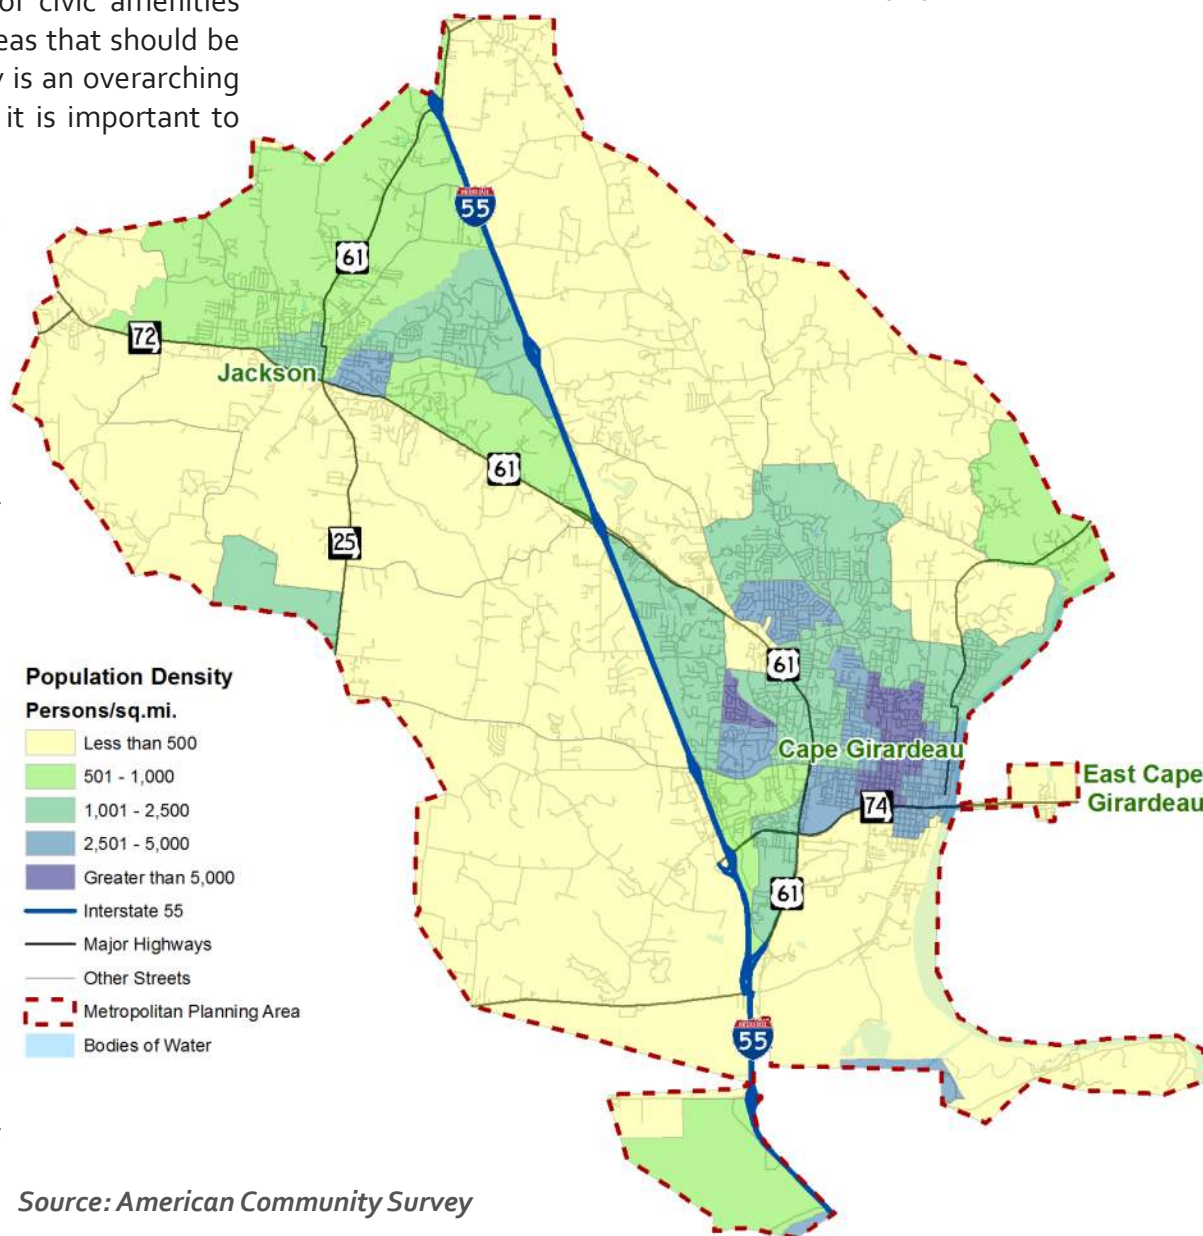 or civic amenities
eas that should be
is an overarching
it is important to
INTERSTATE
55
61
72
Jackson
61
25
61
Cape Girardeau
East Cape
Girardeau
74
61
INTERSTATE
55
Population Density
Persons/sq.mi.
Less than 500
501 - 1,000
1,001 - 2,500
2,501 - 5,000
Greater than 5,000
Interstate 55
Major Highways
Other Streets
Metropolitan Planning Area
Bodies of Water
Source: American Community Survey